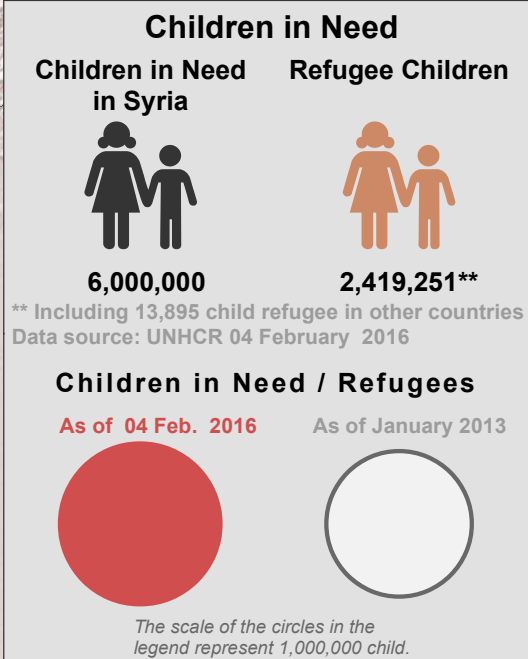 Children in Need
Children in Need
in Syria
Refugee Children
6,000,000
2,419,251**
** Including 13,895 child refugee in other countries
Data source: UNHCR 04 February 2016
Children in Need / Refugees
As of 04 Feb. 2016
As of January 2013
The scale of the circles in the
legend represent 1,000,000 child.